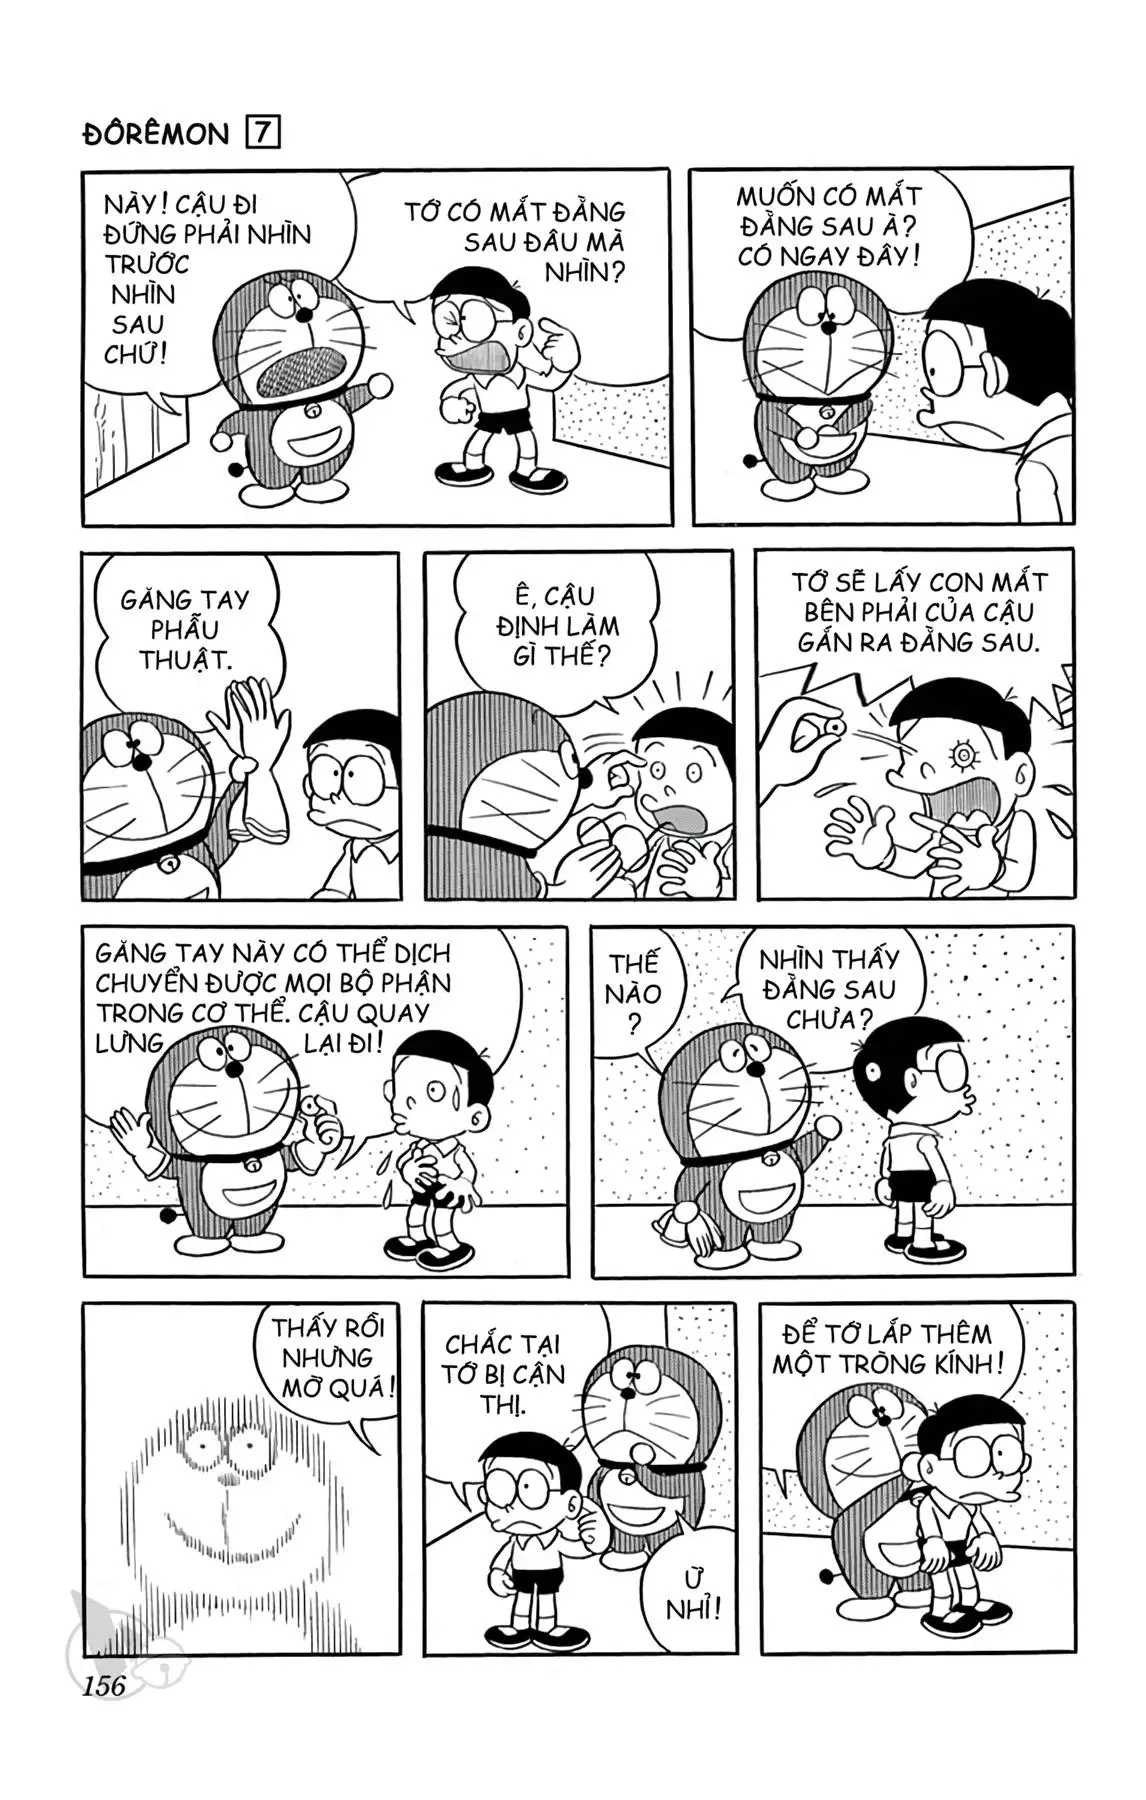 ĐÔRÊMON 7
NÀY! CẬU ĐI
ĐỨNG PHẢI NHÌN
TRƯỚC
NHÌN
SAU
CHỨ!
TỚ CÓ MẮT ĐẰNG
SAU ĐÂU MÀ
NHÌN?
MUỐN CÓ MẮT
ĐẰNG SAU À?
CÓ NGAY ĐÂY!
GĂNG TAY
PHẪU
THUẬT.
Ê, CẬU
ĐỊNH LÀM
GÌ THẾ?
TỚ SẼ LẤY CON MẮT
BÊN PHẢI CỦA CẬU
GẮN RA ĐẰNG SAU.
GĂNG TAY NÀY CÓ THỂ DỊCH
CHUYỂN ĐƯỢC MỌI BỘ PHẬN
TRONG CƠ THỂ. CẬU QUAY
LƯNG LẠI ĐI!
THẾ
NÀO
?
NHÌN THẤY
ĐẰNG SAU
CHƯA?
THẤY RỒI
NHƯNG
MỜ QUÁ!
CHẮC TẠI
TỚ BỊ CẬN
THỊ.
Ừ
NHỈ!
ĐỂ TỚ LẮP THÊM
MỘT TRÒNG KÍNH!
156